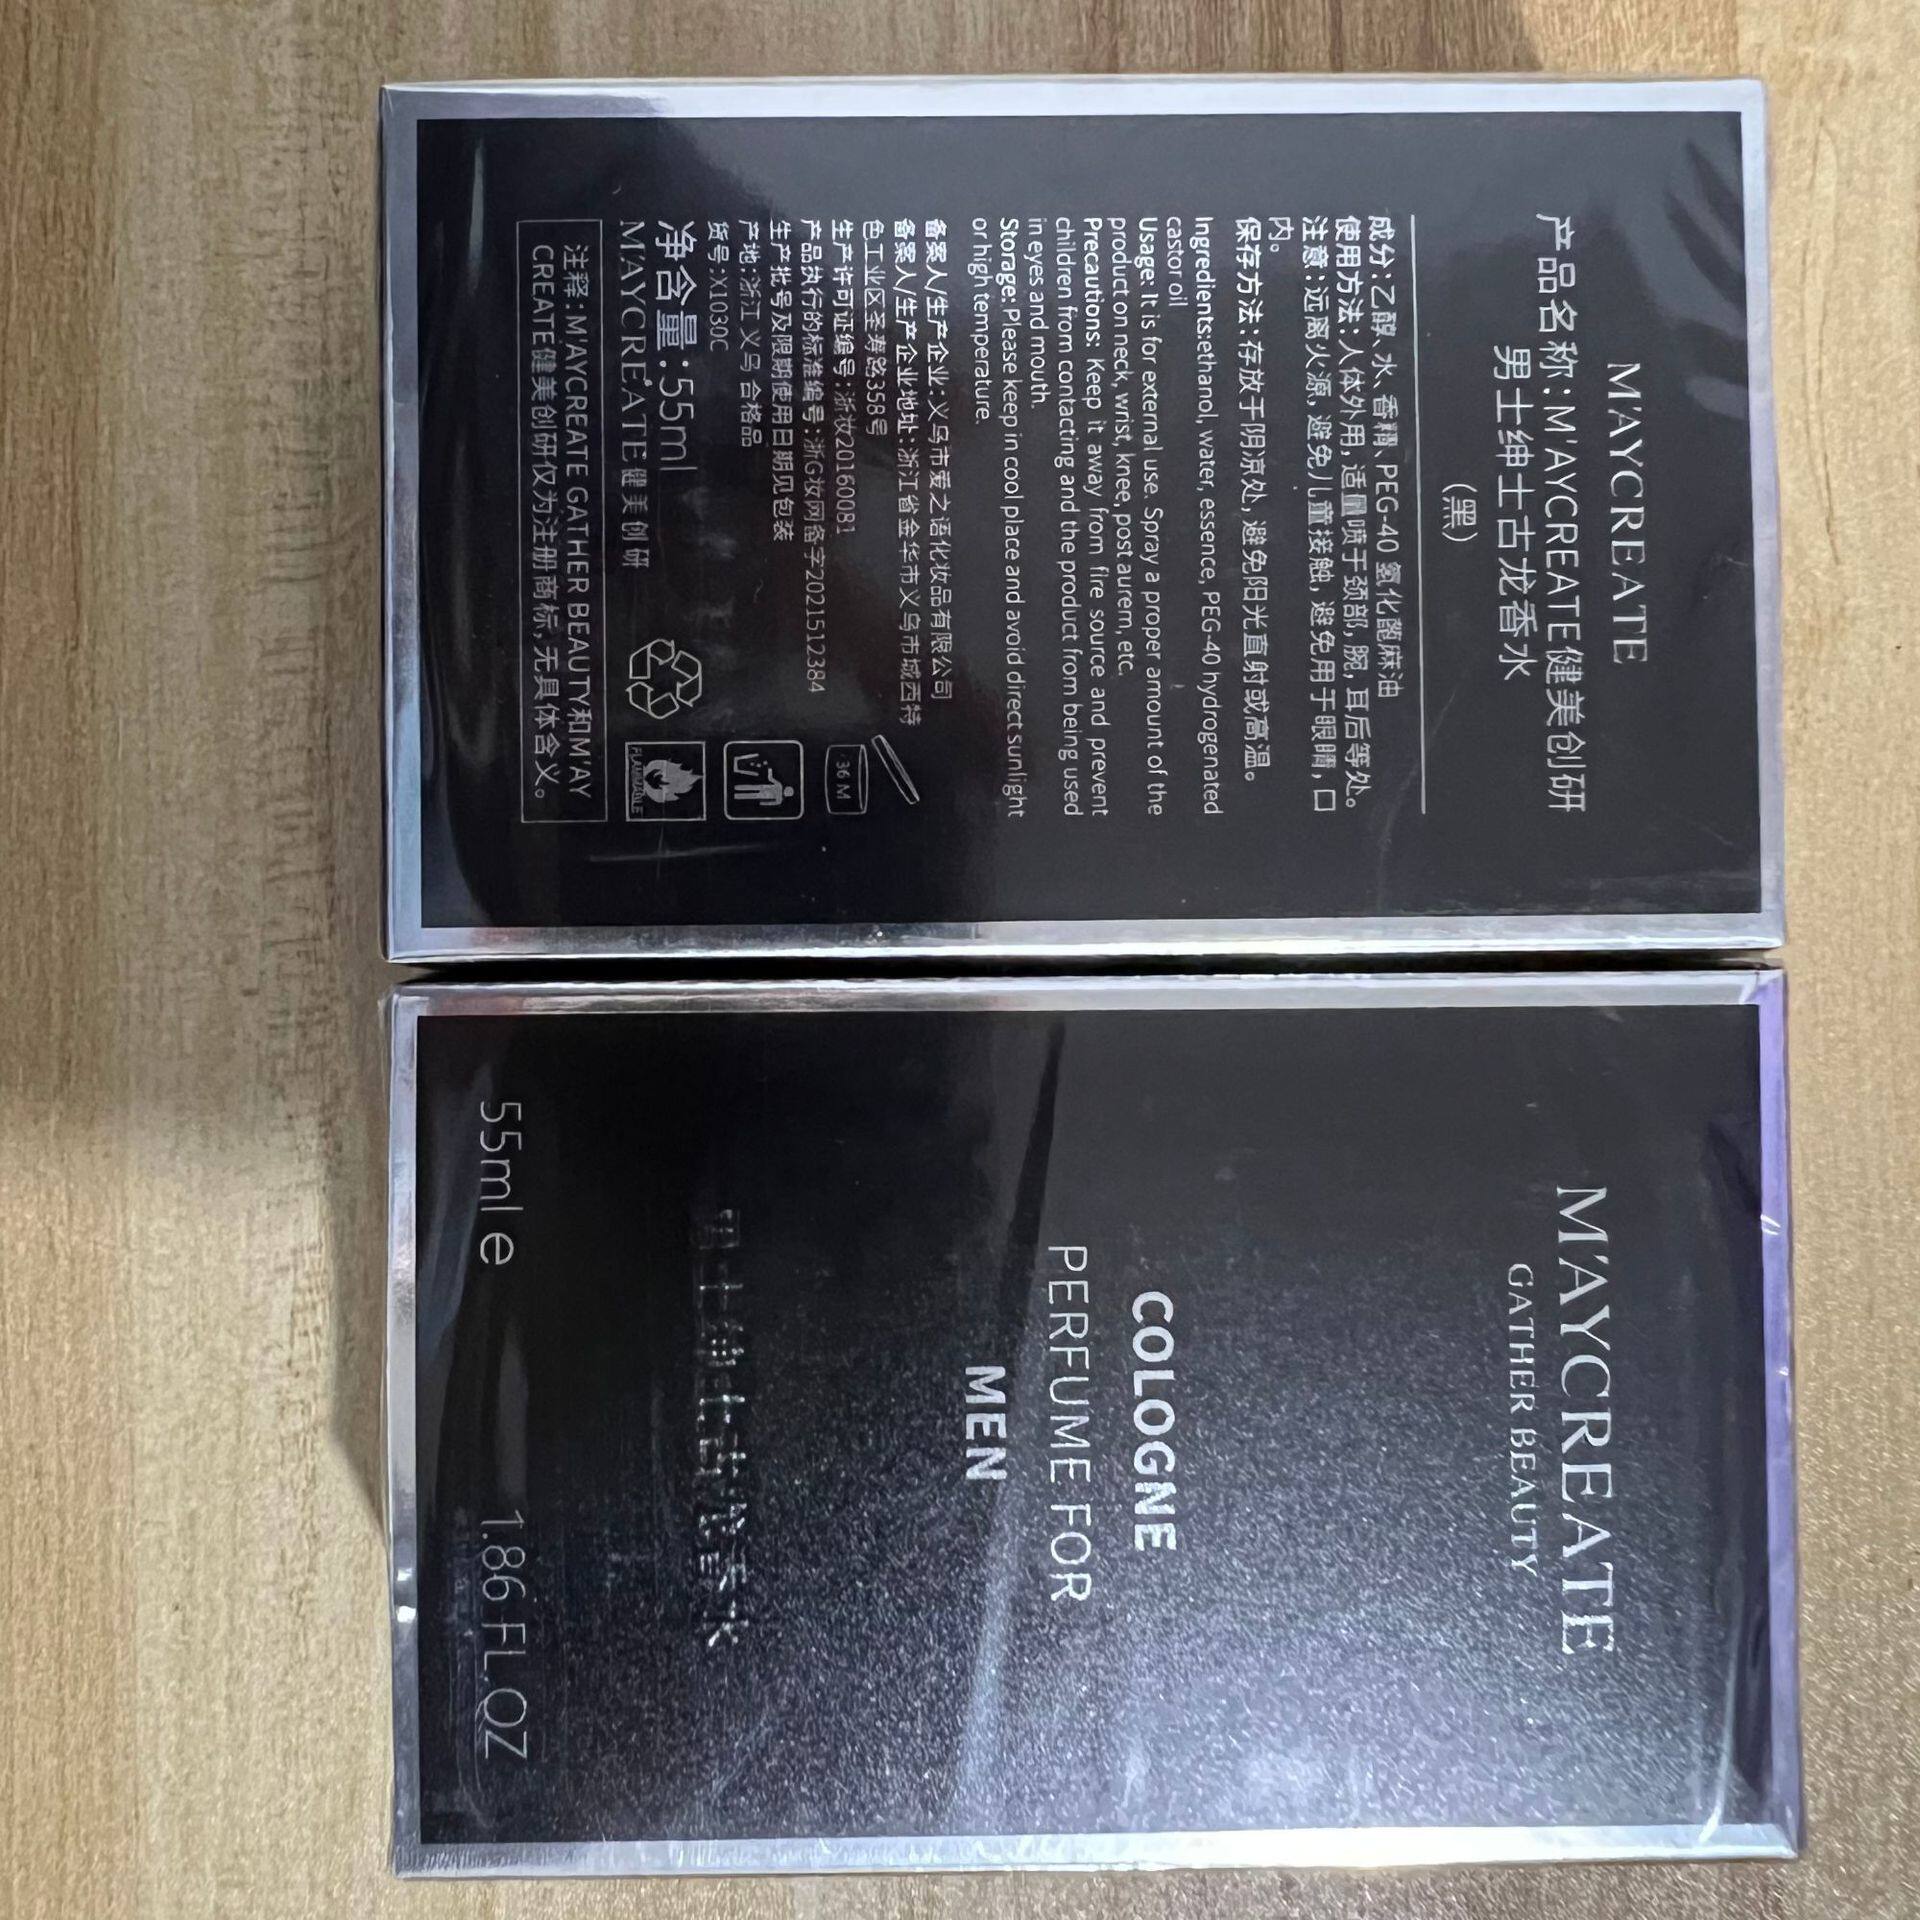 M'AYCREATE
产品名称:M'AYCREATE健美创研
男士绅士古龙香水
(黑)
成分:乙醇、水、香精、PEG-40 氢化蓖麻油
使用方法:人体外用,适量喷于颈部,腕,耳后等处。
注意:远离火源,避免儿童接触,避免用于眼睛,口
内。
保存方法:存放于阴凉处,避免阳光直射或高温。
Ingredients:ethanol, water, essence, PEG-40 hydrogenated
castor oil
Usage: It is for external use. Spray a proper amount of the
product on neck, wrist, knee, post aurem, etc.
Precautions: Keep it away from fire source and prevent
children from contacting and the product from being used
in eyes and mouth.
Storage: Please keep in cool place and avoid direct sunlight
or high temperature.
备案人/生产企业:义乌市爱之语化妆品有限公司
备案人/生产企业地址:浙江省金华市义乌市城西特
色工业区圣寿路358号
生产许可证编号:浙妆20160081
产品执行的标准编号:浙G妆网备字2021512384
生产批号及限期使用日期见包装
产地:浙江 义乌 合格品
货号:X1030C
36 M
净含量:55ml
M'AYCREATE 健美创研
FLAMMABLE
注释:M'AYCREATE GATHER BEAUTY和M'AY
CREATE健美创研仅为注册商标,无具体含义。
M'AYCREATE
GATHER BEAUTY
COLOGNE
PERFUME FOR
MEN
男士绅士古龙香水
55ml e 1.86 FL.OZ